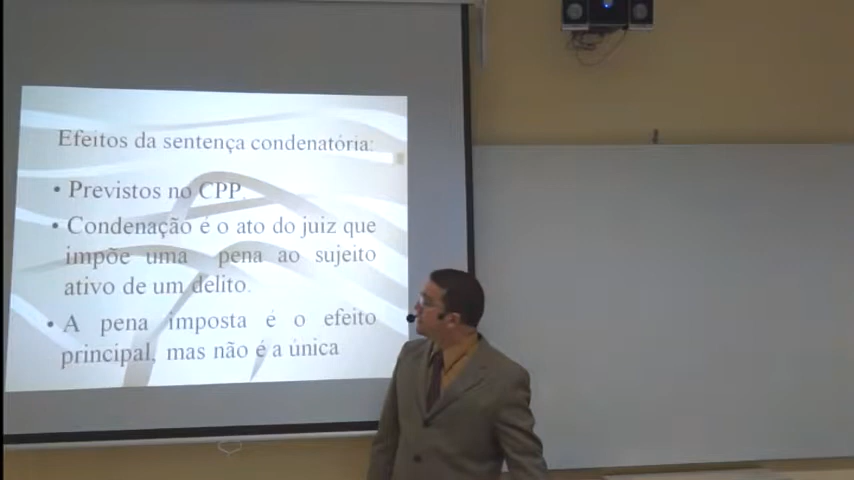 Efeitos da sentença condenatória:
• Previstos no CPP.
• Condenação é o ato do juiz que
impõe uma pena ao sujeito
ativo de um delito.
• A pena imposta é o efeito
principal, mas não é a única